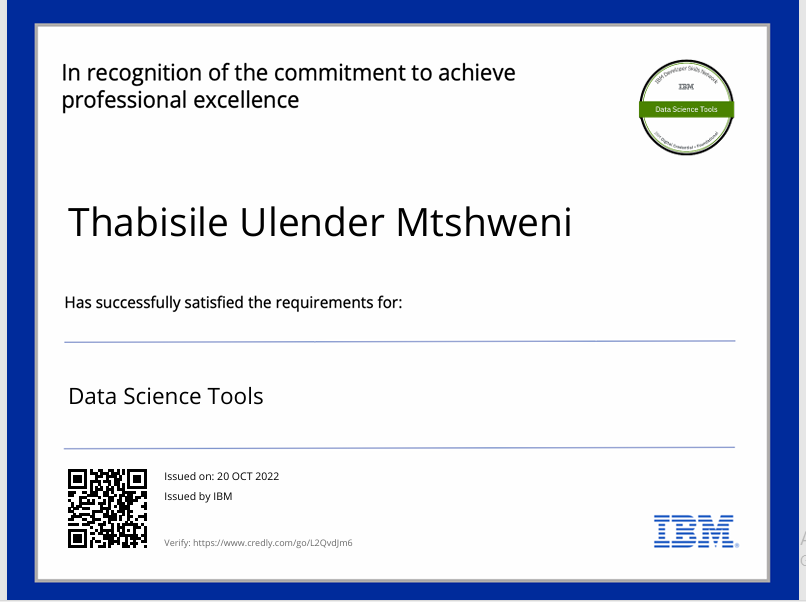 In recognition of the commitment to achieve
professional excellence
IBM Developer Skills Network
IBM
Data Science Tools
IBM Digital Credential • Foundational
Thabisile Ulender Mtshweni
Has successfully satisfied the requirements for:
Data Science Tools
Issued on: 20 OCT 2022
Issued by IBM
Verify: https://www.credly.com/go/L2QvdJm6
IBM®